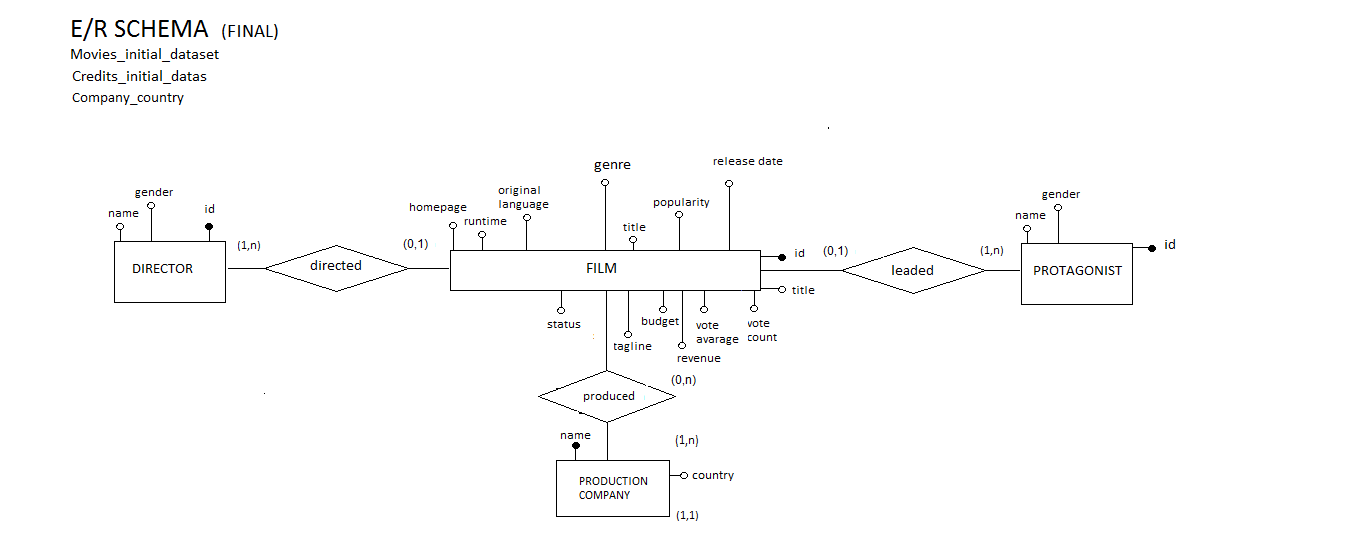 E/R SCHEMA (FINAL)
Movies_initial_dataset
Credits_initial_datas
Company_country
genre
release date
gender
original
language
gender
name
id
homepage
runtime
title
popularity
name
(1,n)
(0,1)
id
(0,1)
(1,n)
id
DIRECTOR
directed
FILM
leaded
PROTAGONIST
title
status
tagline
budget
revenue
vote
avarage
vote
count
produced
(0,n)
name
(1,n)
PRODUCTION
COMPANY
country
(1,1)